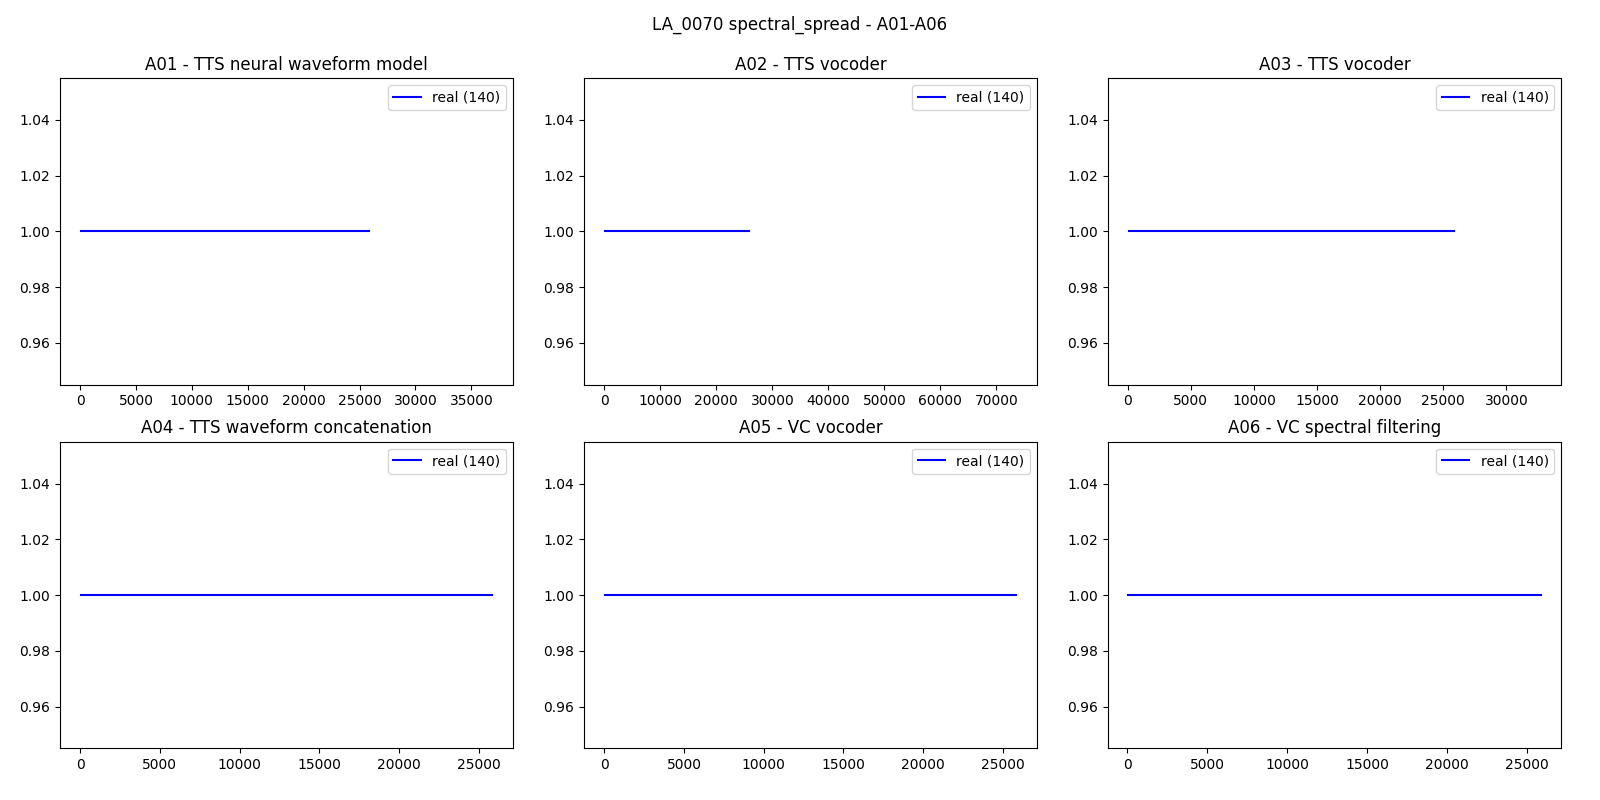 LA_0070 spectral_spread - A01-A06
A01 - TTS neural waveform model
real (140)
1.04
1.02
1.00
0.98
0.96
0 5000 10000 15000 20000 25000 30000 35000
A02 - TTS vocoder
real (140)
1.04
1.02
1.00
0.98
0.96
0 10000 20000 30000 40000 50000 60000 70000
A03 - TTS vocoder
real (140)
1.04
1.02
1.00
0.98
0.96
0 5000 10000 15000 20000 25000 30000
A04 - TTS waveform concatenation
real (140)
1.04
1.02
1.00
0.98
0.96
0 5000 10000 15000 20000 25000
A05 - VC vocoder
real (140)
1.04
1.02
1.00
0.98
0.96
0 5000 10000 15000 20000 25000
A06 - VC spectral filtering
real (140)
1.04
1.02
1.00
0.98
0.96
0 5000 10000 15000 20000 25000